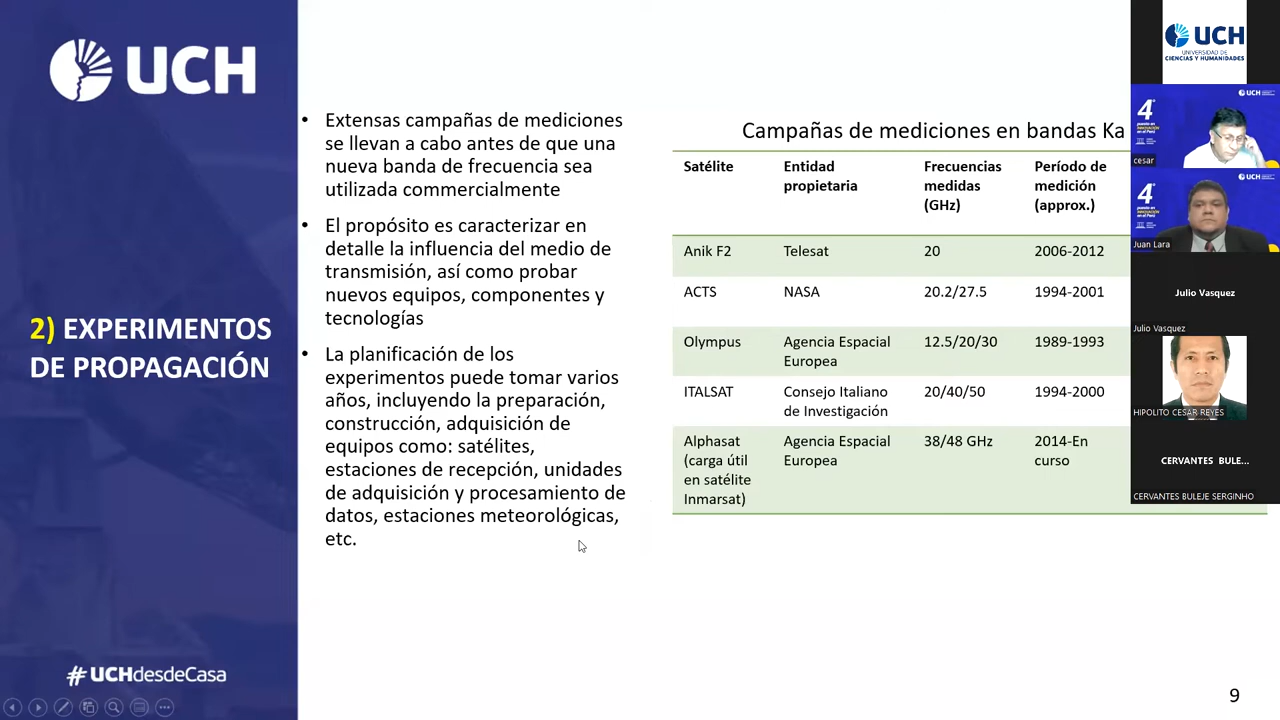 UCH
2) EXPERIMENTOS
DE PROPAGACIÓN
#UCHdesdeCasa
• Extensas campañas de mediciones
se llevan a cabo antes de que una
nueva banda de frecuencia sea
utilizada commercialmente
• El propósito es caracterizar en
detalle la influencia del medio de
transmisión, así como probar
nuevos equipos, componentes y
tecnologías
• La planificación de los
experimentos puede tomar varios
años, incluyendo la preparación,
construcción, adquisición de
equipos como: satélites,
estaciones de recepción, unidades
de adquisición y procesamiento de
datos, estaciones meteorológicas,
etc.
Campañas de mediciones en bandas Ka
Satélite Entidad propietaria Frecuencias medidas (GHz) Período de medición (approx.)
Anik F2 Telesat 20 2006-2012
ACTS NASA 20.2/27.5 1994-2001
Olympus Agencia Espacial Europea 12.5/20/30 1989-1993
ITALSAT Consejo Italiano de Investigación 20/40/50 1994-2000
Alphasat (carga útil en satélite Inmarsat) Agencia Espacial Europea 38/48 GHz 2014-En curso
9
UCH
UNIVERSIDAD DE
CIENCIAS Y HUMANIDADES
UCH
4°
cesar
UCH
4°
Juan Lara
Julio Vasquez
Julio Vasquez
HIPOLITO CESAR REYES
CERVANTES BULE...
CERVANTES BULEJE SERGINHO